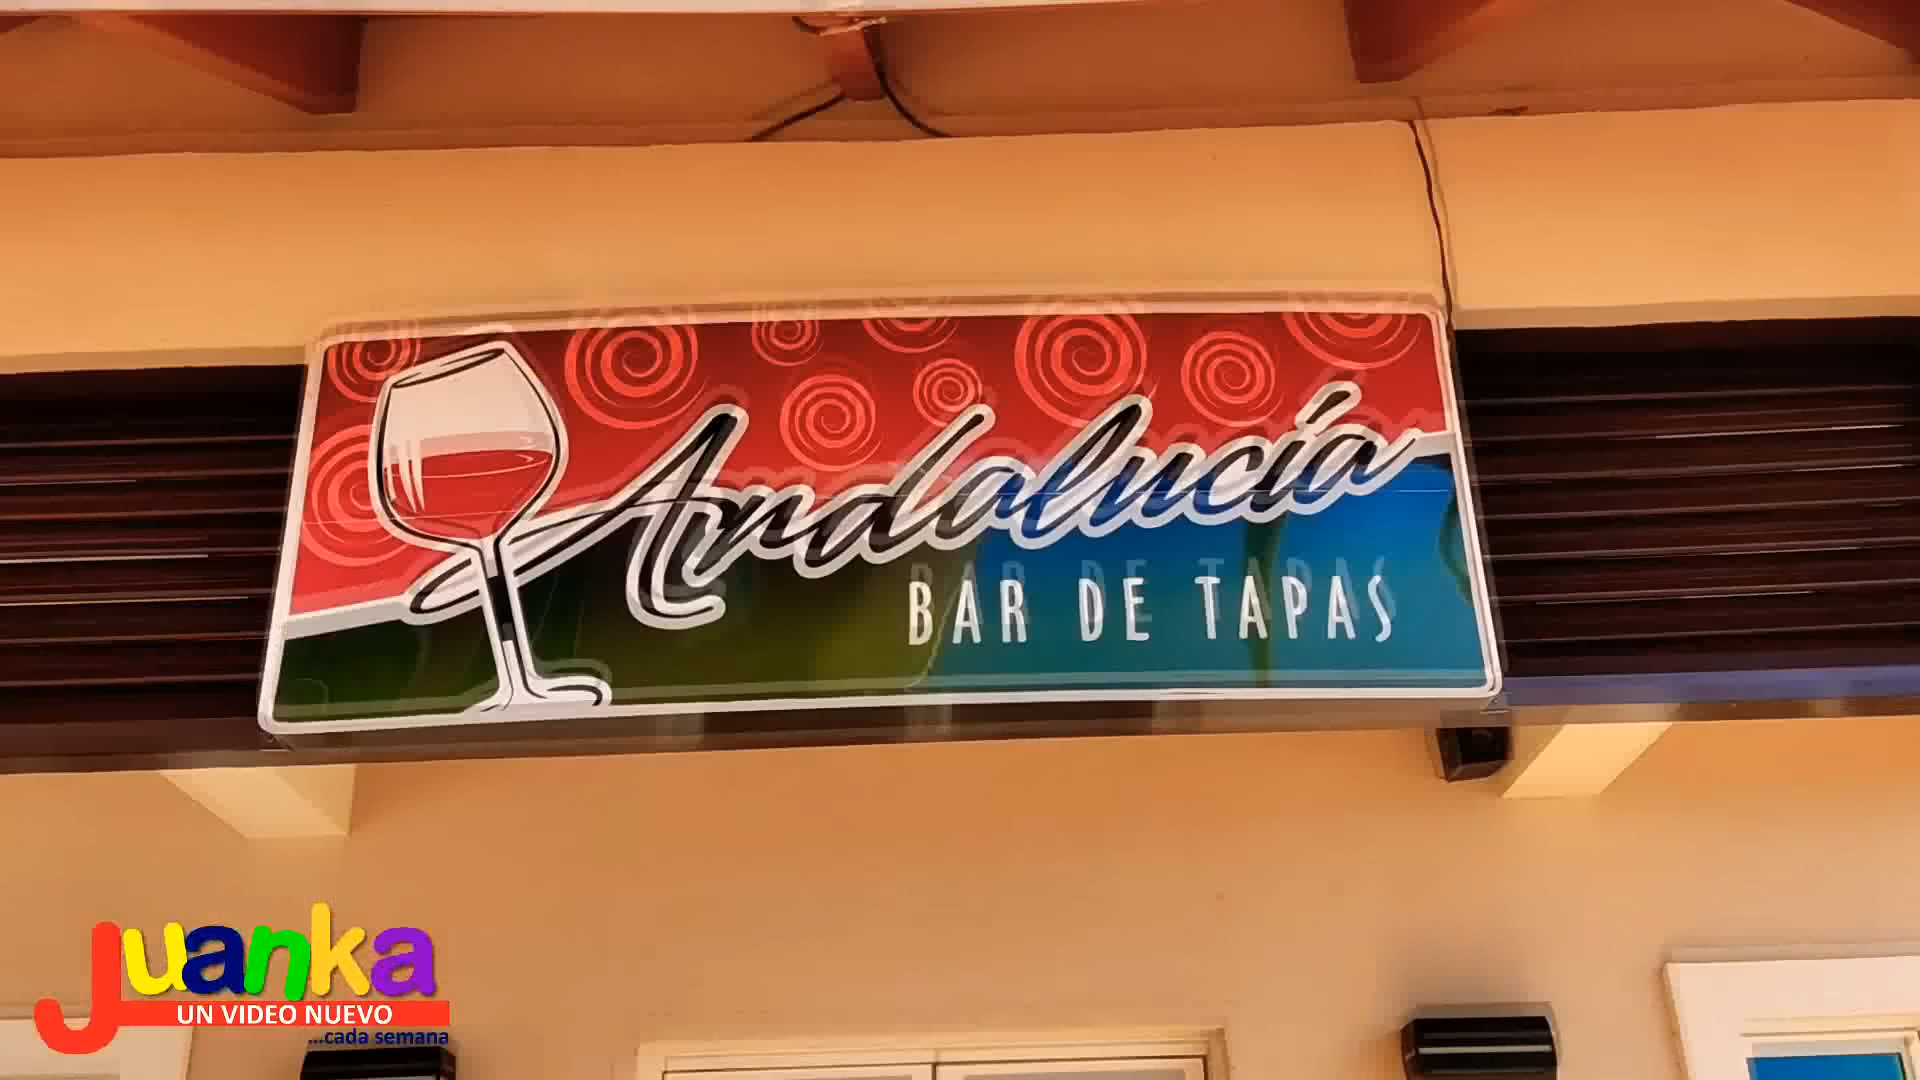 Andalucía
BAR DE TAPAS
Juanka
UN VIDEO NUEVO
...cada semana